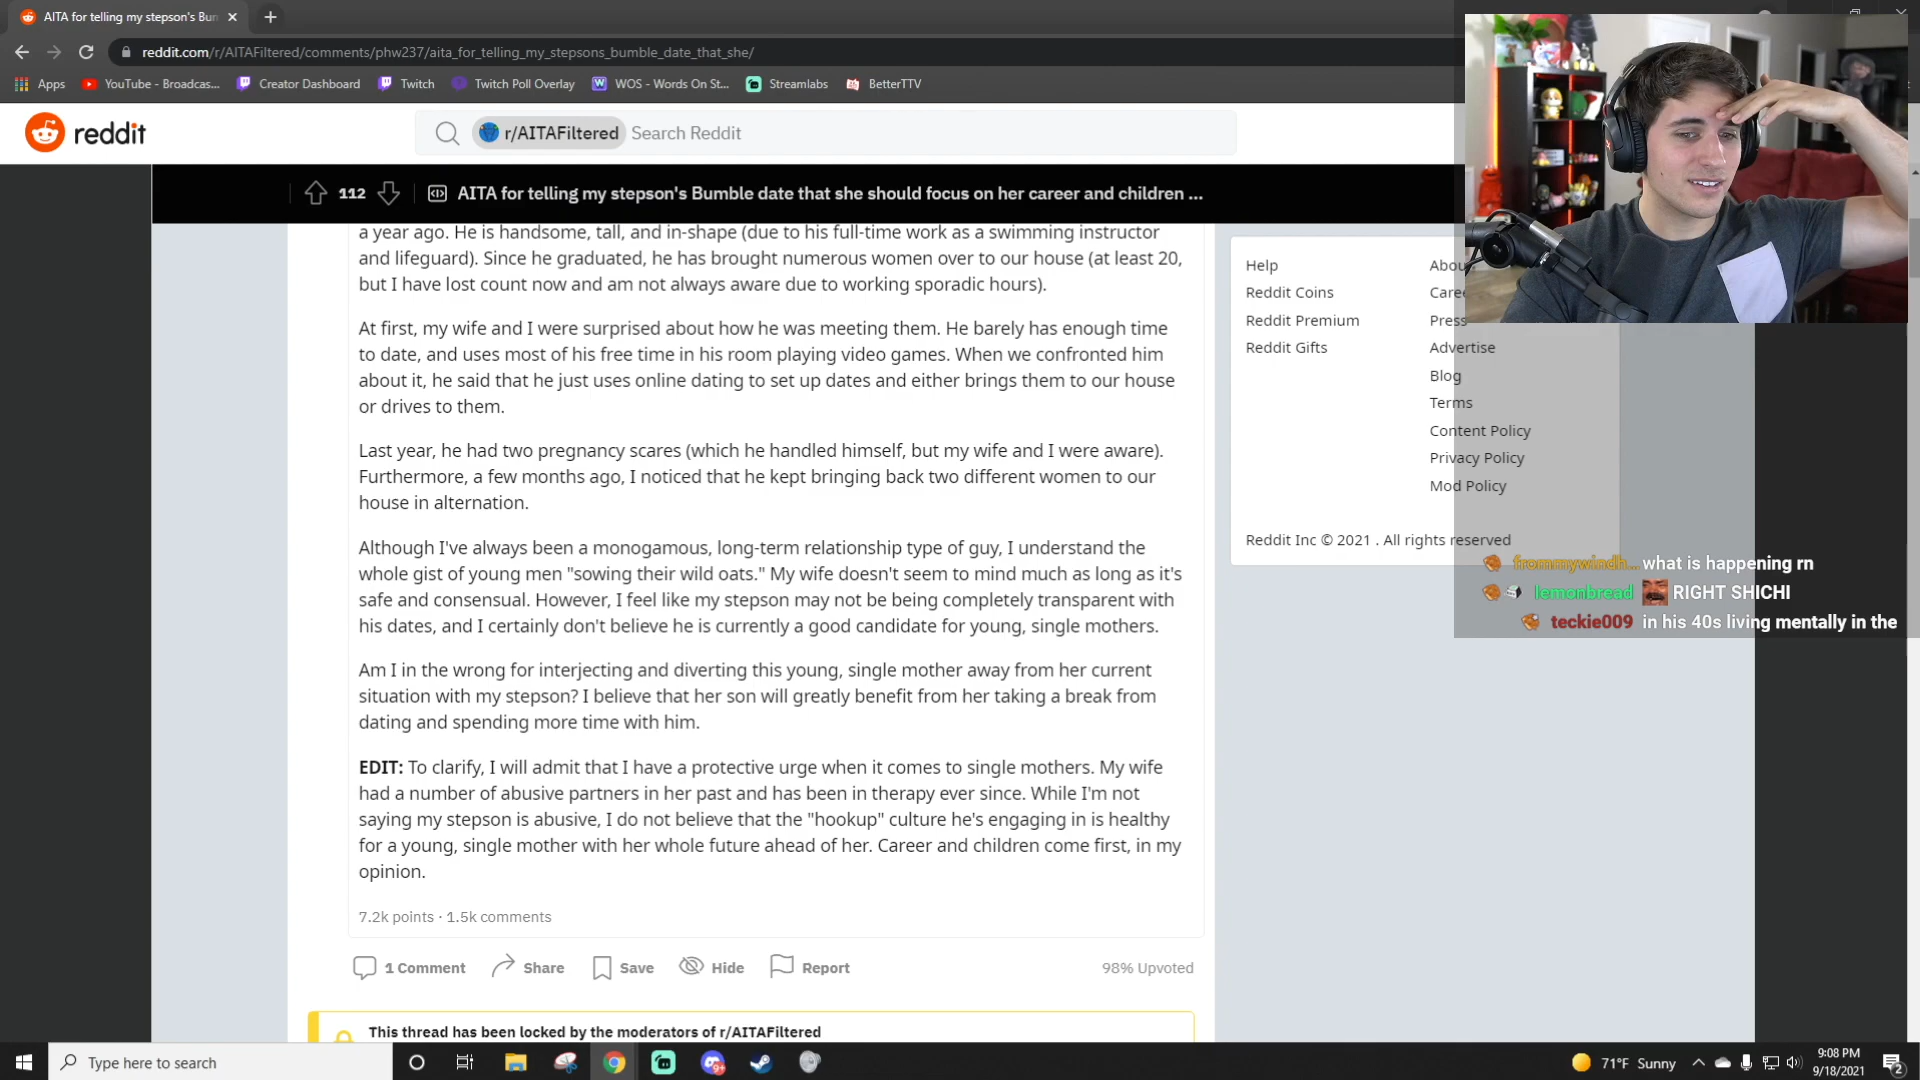 AITA for telling my stepson's Bum
reddit.com/r/AITAFiltered/comments/phw237/aita_for_telling_my_stepsons_bumble_date_that_she/
Apps YouTube - Broadcas... Creator Dashboard Twitch Twitch Poll Overlay WOS - Words On St... Streamlabs BetterTTV
reddit r/AITAFiltered Search Reddit
112 AITA for telling my stepson's Bumble date that she should focus on her career and children ...
a year ago. He is handsome, tall, and in-shape (due to his full-time work as a swimming instructor
and lifeguard). Since he graduated, he has brought numerous women over to our house (at least 20,
but I have lost count now and am not always aware due to working sporadic hours).
At first, my wife and I were surprised about how he was meeting them. He barely has enough time
to date, and uses most of his free time in his room playing video games. When we confronted him
about it, he said that he just uses online dating to set up dates and either brings them to our house
or drives to them.
Last year, he had two pregnancy scares (which he handled himself, but my wife and I were aware).
Furthermore, a few months ago, I noticed that he kept bringing back two different women to our
house in alternation.
Although I've always been a monogamous, long-term relationship type of guy, I understand the
whole gist of young men "sowing their wild oats." My wife doesn't seem to mind much as long as it's
safe and consensual. However, I feel like my stepson may not be being completely transparent with
his dates, and I certainly don't believe he is currently a good candidate for young, single mothers.
Am I in the wrong for interjecting and diverting this young, single mother away from her current
situation with my stepson? I believe that her son will greatly benefit from her taking a break from
dating and spending more time with him.
EDIT: To clarify, I will admit that I have a protective urge when it comes to single mothers. My wife
had a number of abusive partners in her past and has been in therapy ever since. While I'm not
saying my stepson is abusive, I do not believe that the "hookup" culture he's engaging in is healthy
for a young, single mother with her whole future ahead of her. Career and children come first, in my
opinion.
7.2k points · 1.5k comments
1 Comment Share Save Hide Report 98% Upvoted
This thread has been locked by the moderators of r/AITAFiltered
Help Abou
Reddit Coins Caree
Reddit Premium Press
Reddit Gifts Advertise
Blog
Terms
Content Policy
Privacy Policy
Mod Policy
Reddit Inc © 2021 . All rights reserved
frommywindh... what is happening rn
lemonbread RIGHT SHICHI
teckie009 in his 40s living mentally in the
Type here to search
9+
71°F Sunny
9:08 PM
9/18/2021
2